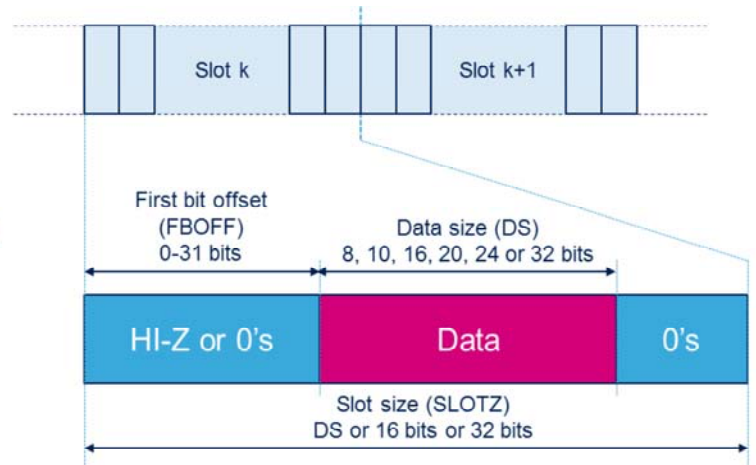 Slot k
Slot k+1
First bit offset
(FBOFF)
0-31 bits
Data size (DS)
8, 10, 16, 20, 24 or 32 bits
HI-Z or 0's
Data
0's
Slot size (SLOTZ)
DS or 16 bits or 32 bits